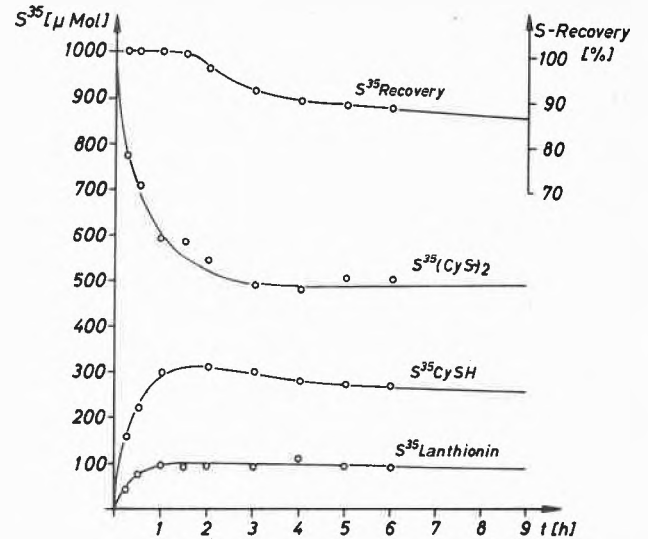 S³⁵[μ Mol]
S-Recovery
[%]
1000
900
800
700
600
500
400
300
200
100
100
90
80
70
S³⁵Recovery
S³⁵(CyS-)2
S³⁵CySH
S³⁵Lanthionin
1 2 3 4 5 6 7 8 9 t[h]